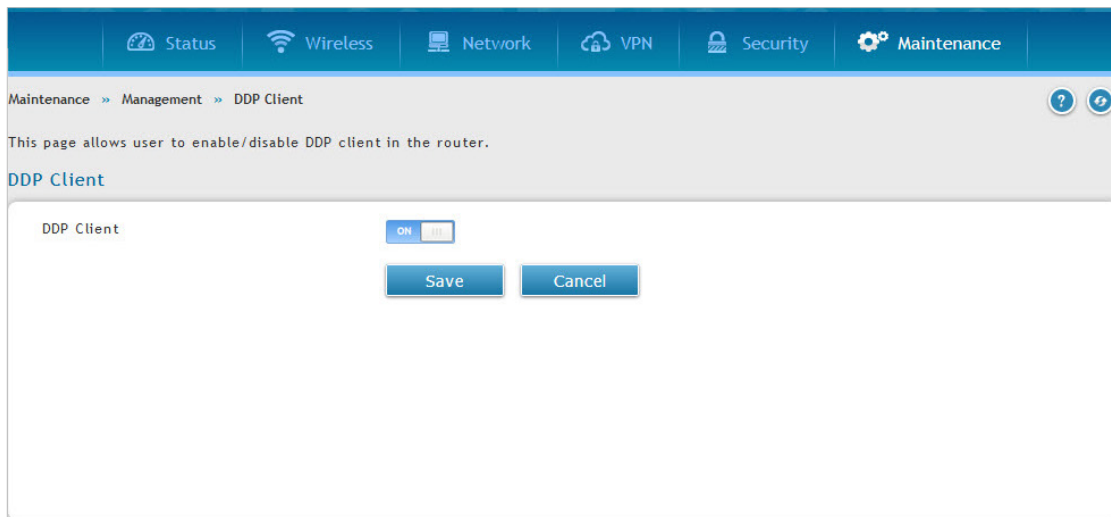 Status Wireless Network VPN Security Maintenance
Maintenance » Management » DDP Client ?
This page allows user to enable/disable DDP client in the router.
DDP Client
DDP Client ON
Save Cancel